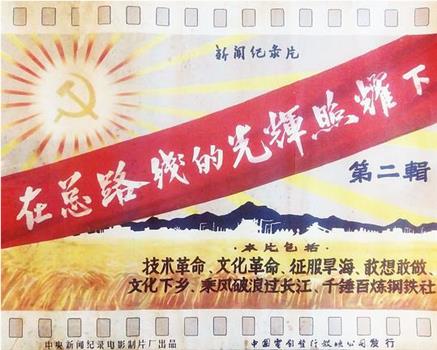 新闻纪录片
在总路线的光輝照耀下
第二輯
·本片包括·
技术革命、文化革命、征服旱海、敢想敢做、
文化下乡、乘风破浪过长江、千锤百炼鋼铁社
中央新闻纪录电影制片厂出品
中国电影发行放映公司发行